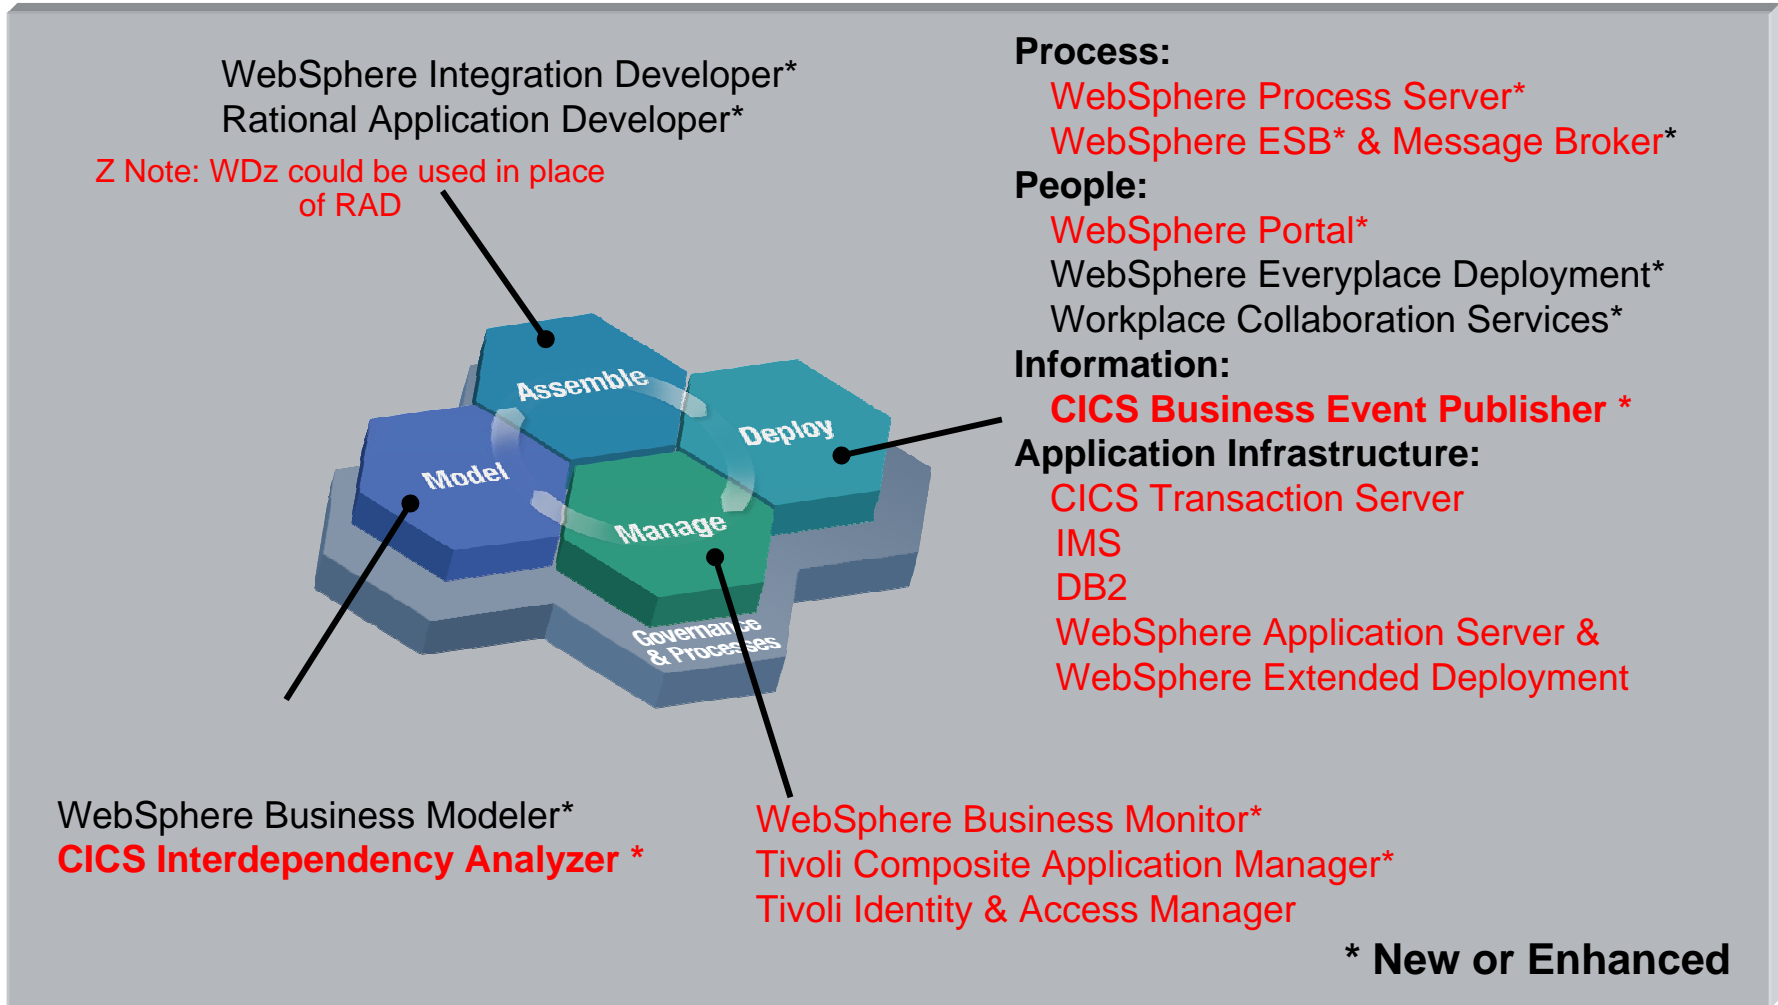 WebSphere Integration Developer*
Rational Application Developer*
Z Note: WDz could be used in place
of RAD
Process:
WebSphere Process Server*
WebSphere ESB* & Message Broker*
People:
WebSphere Portal*
WebSphere Everyplace Deployment*
Workplace Collaboration Services*
Information:
CICS Business Event Publisher *
Application Infrastructure:
CICS Transaction Server
IMS
DB2
WebSphere Application Server &
WebSphere Extended Deployment
Assemble
Deploy
Model
Manage
Governance
& Processes
WebSphere Business Modeler*
CICS Interdependency Analyzer *
WebSphere Business Monitor*
Tivoli Composite Application Manager*
Tivoli Identity & Access Manager
* New or Enhanced